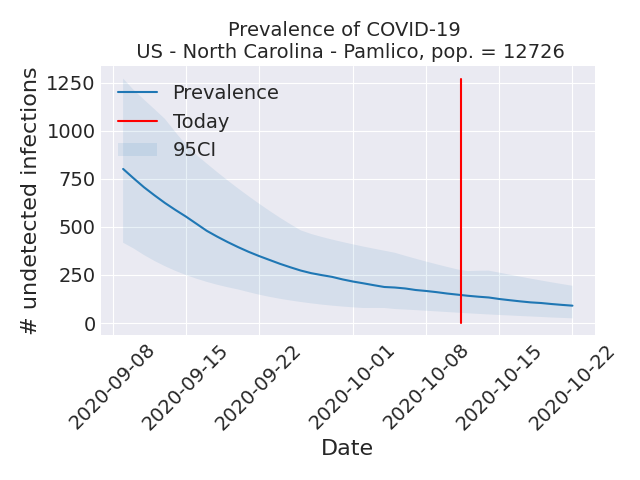 Prevalence of COVID-19
US - North Carolina - Pamlico, pop. = 12726
# undetected infections
1250
1000
750
500
250
0
Prevalence
Today
95CI
2020-09-08
2020-09-15
2020-09-22
2020-10-01
2020-10-08
2020-10-15
2020-10-22
Date